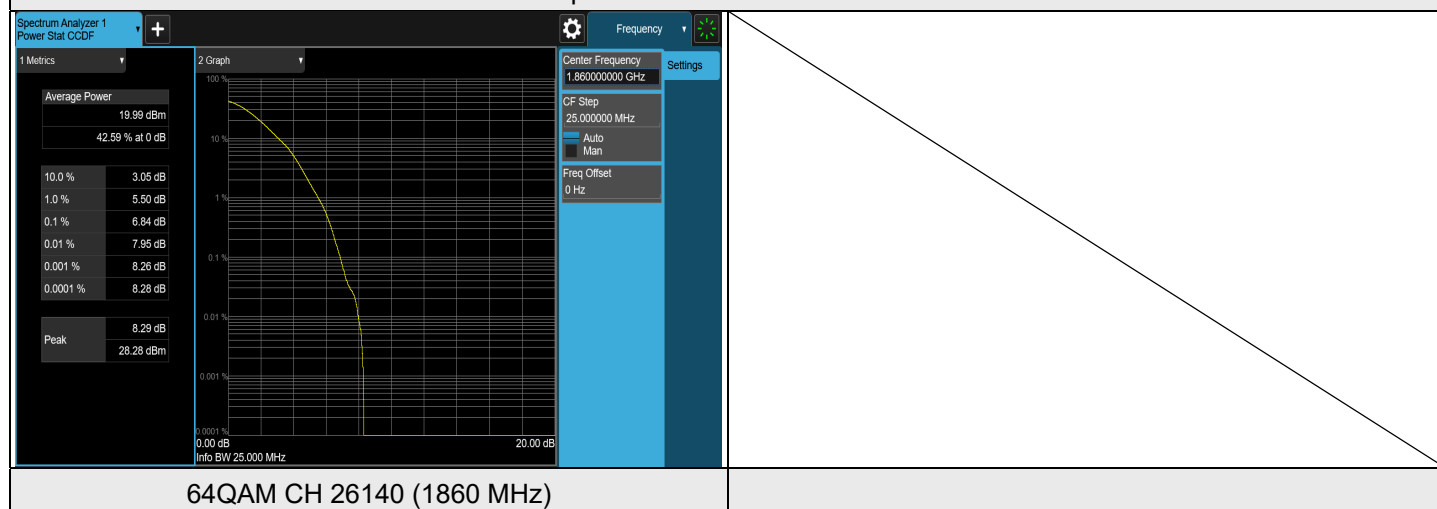 Spectrum Analyzer 1
Power Stat CCDF
+
Frequency
1 Metrics
2 Graph
Center Frequency
1.860000000 GHz
Settings
CF Step
25.000000 MHz
Auto
Man
Freq Offset
0 Hz
Average Power
19.99 dBm
42.59 % at 0 dB
10.0 % 3.05 dB
1.0 % 5.50 dB
0.1 % 6.84 dB
0.01 % 7.95 dB
0.001 % 8.26 dB
0.0001 % 8.28 dB
Peak
8.29 dB
28.28 dBm
100 %
10 %
1 %
0.1 %
0.01 %
0.001 %
0.0001 %
0.00 dB 20.00 dB
Info BW 25.000 MHz
64QAM CH 26140 (1860 MHz)